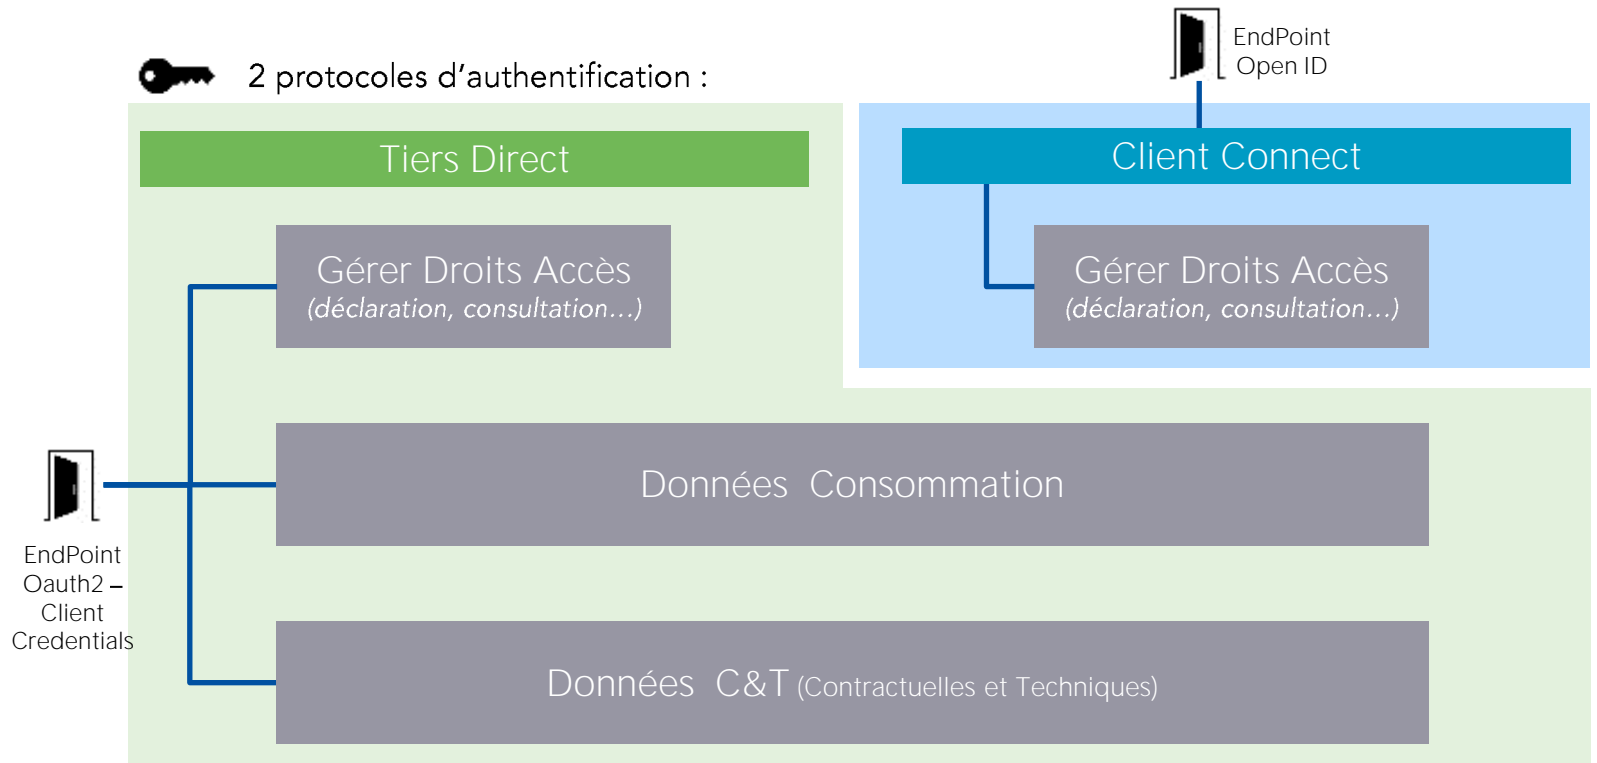 EndPoint
Open ID
2 protocoles d'authentification :
Tiers Direct
Client Connect
Gérer Droits Accès
(déclaration, consultation...)
Gérer Droits Accès
(déclaration, consultation...)
Données Consommation
EndPoint
Oauth2 –
Client
Credentials
Données C&T (Contractuelles et Techniques)